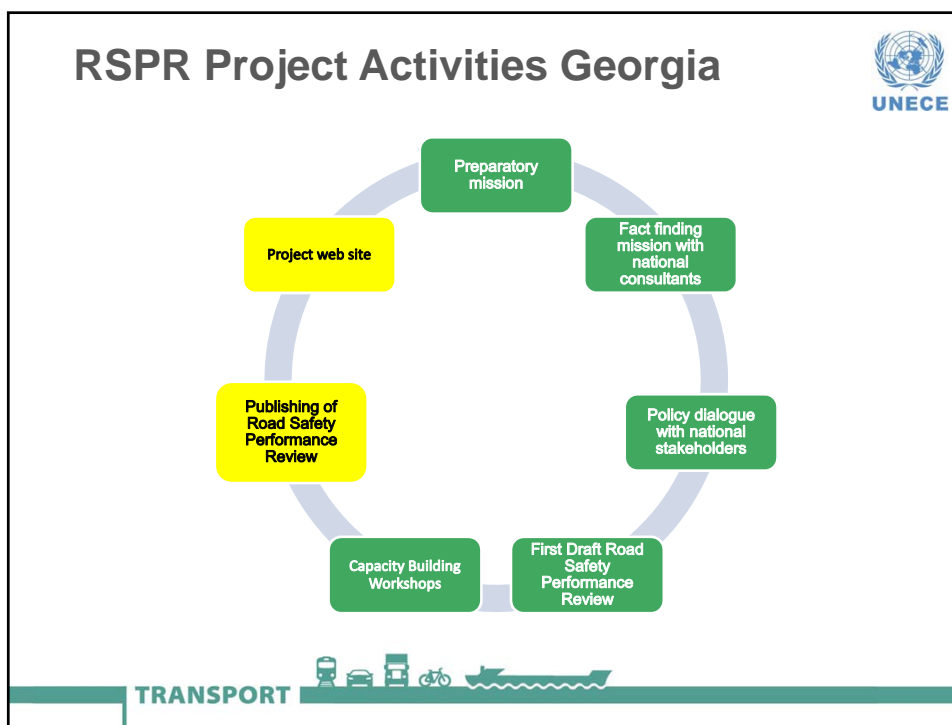 RSPR Project Activities Georgia
UNECE
Preparatory
mission
Fact finding
mission with
national
consultants
Policy dialogue
with national
stakeholders
First Draft Road
Safety
Performance
Review
Capacity Building
Workshops
Publishing of
Road Safety
Performance
Review
Project web site
TRANSPORT